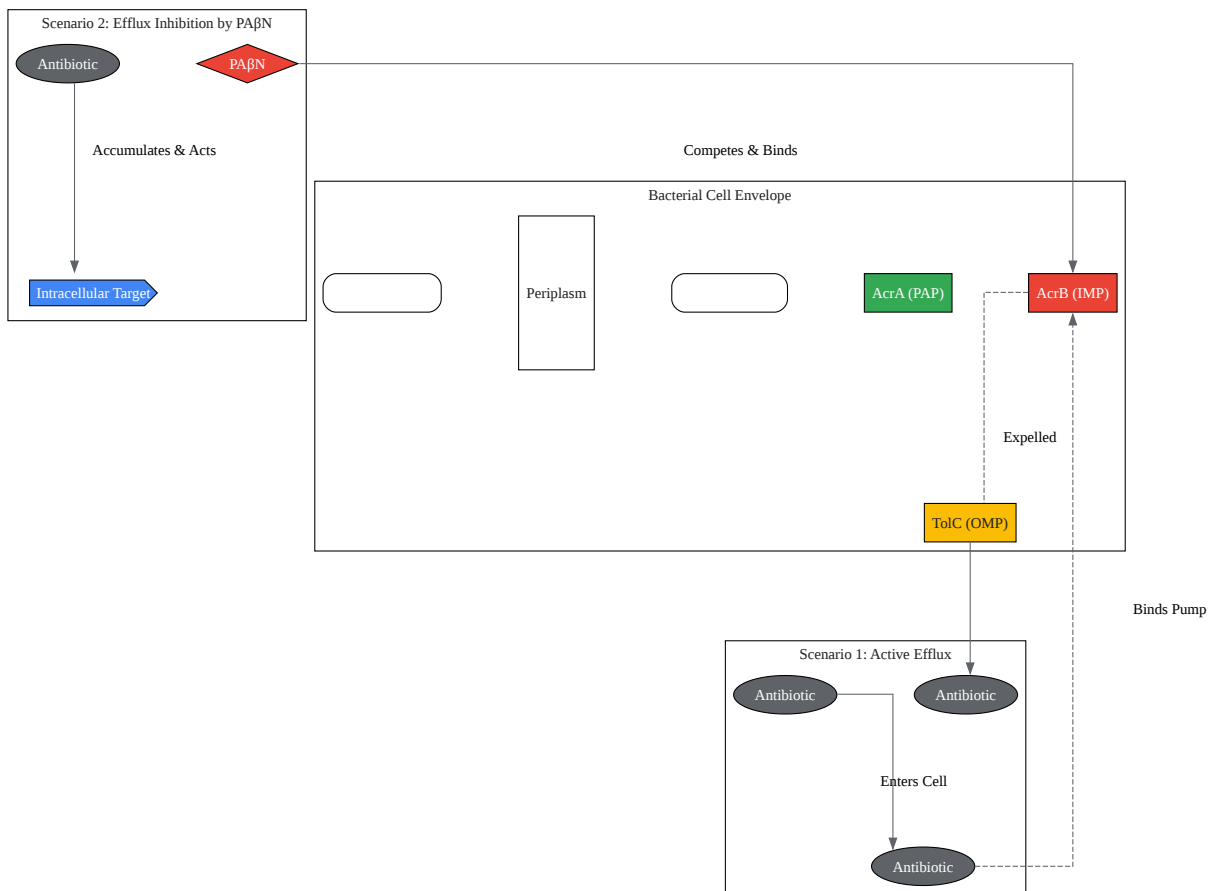 Scenario 2: Efflux Inhibition by PAβN
Antibiotic
PAβN
Accumulates & Acts
Competes & Binds
Intracellular Target
Bacterial Cell Envelope
Periplasm
AcrA (PAP)
AcrB (IMP)
Expelled
TolC (OMP)
Binds Pump
Scenario 1: Active Efflux
Antibiotic
Antibiotic
Enters Cell
Antibiotic